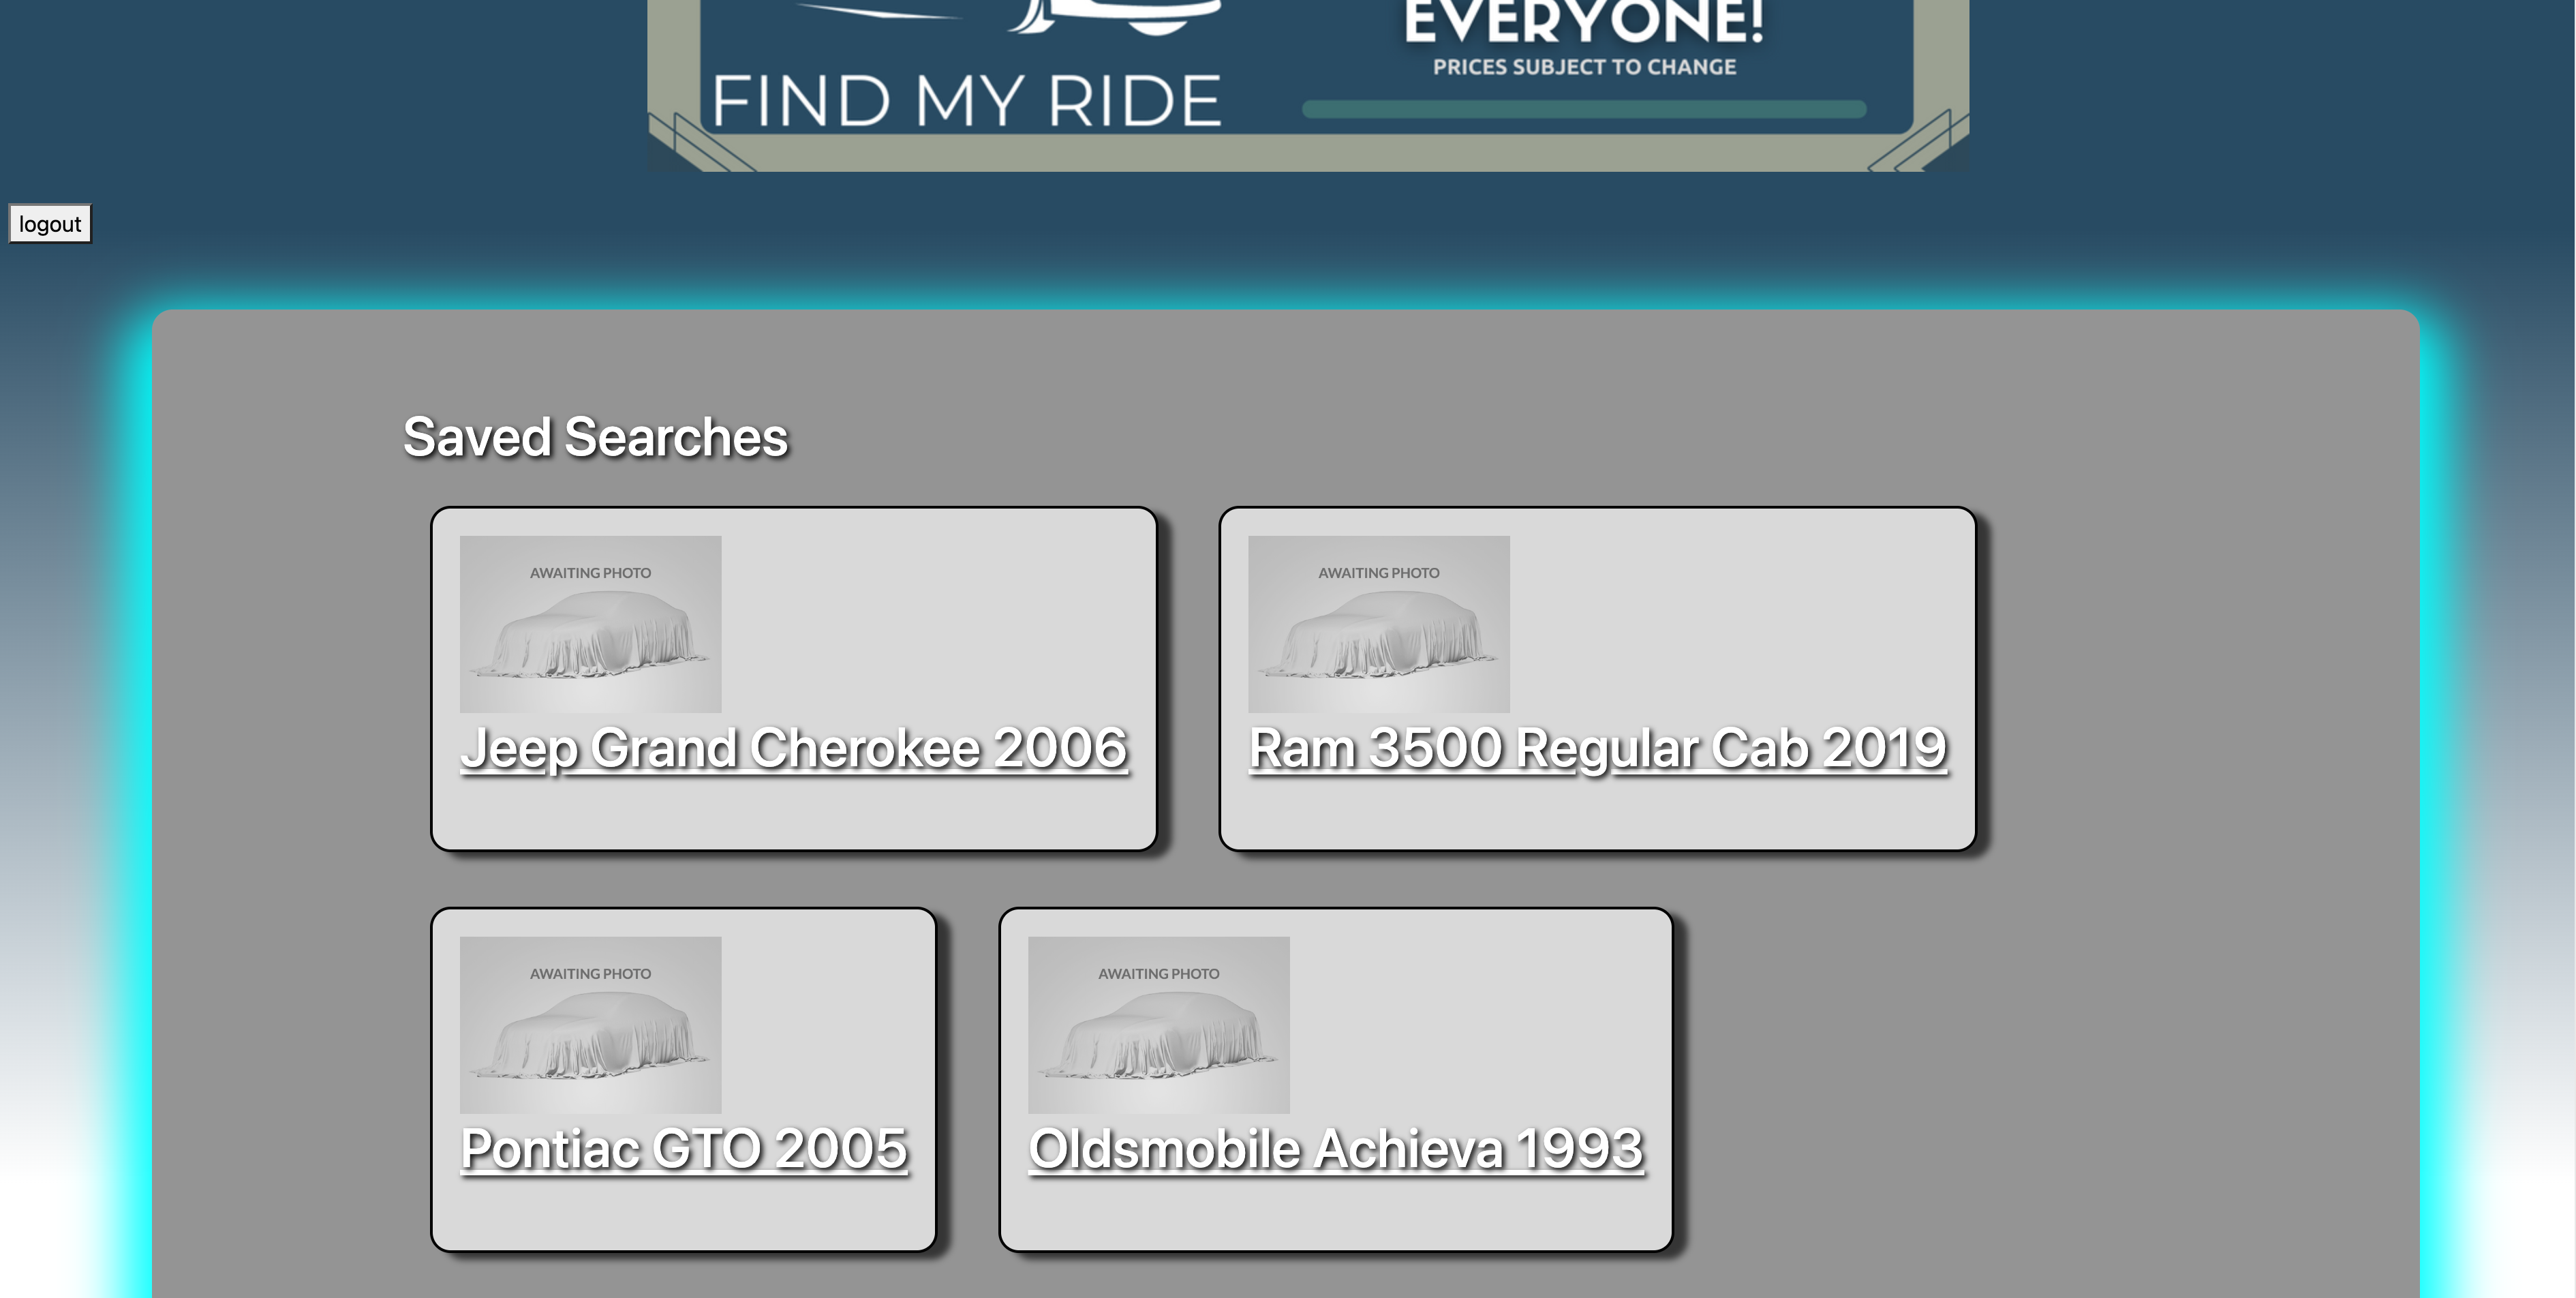 EVERYONE!
PRICES SUBJECT TO CHANGE
FIND MY RIDE
logout
Saved Searches
AWAITING PHOTO
Jeep Grand Cherokee 2006
AWAITING PHOTO
Ram 3500 Regular Cab 2019
AWAITING PHOTO
Pontiac GTO 2005
AWAITING PHOTO
Oldsmobile Achieva 1993